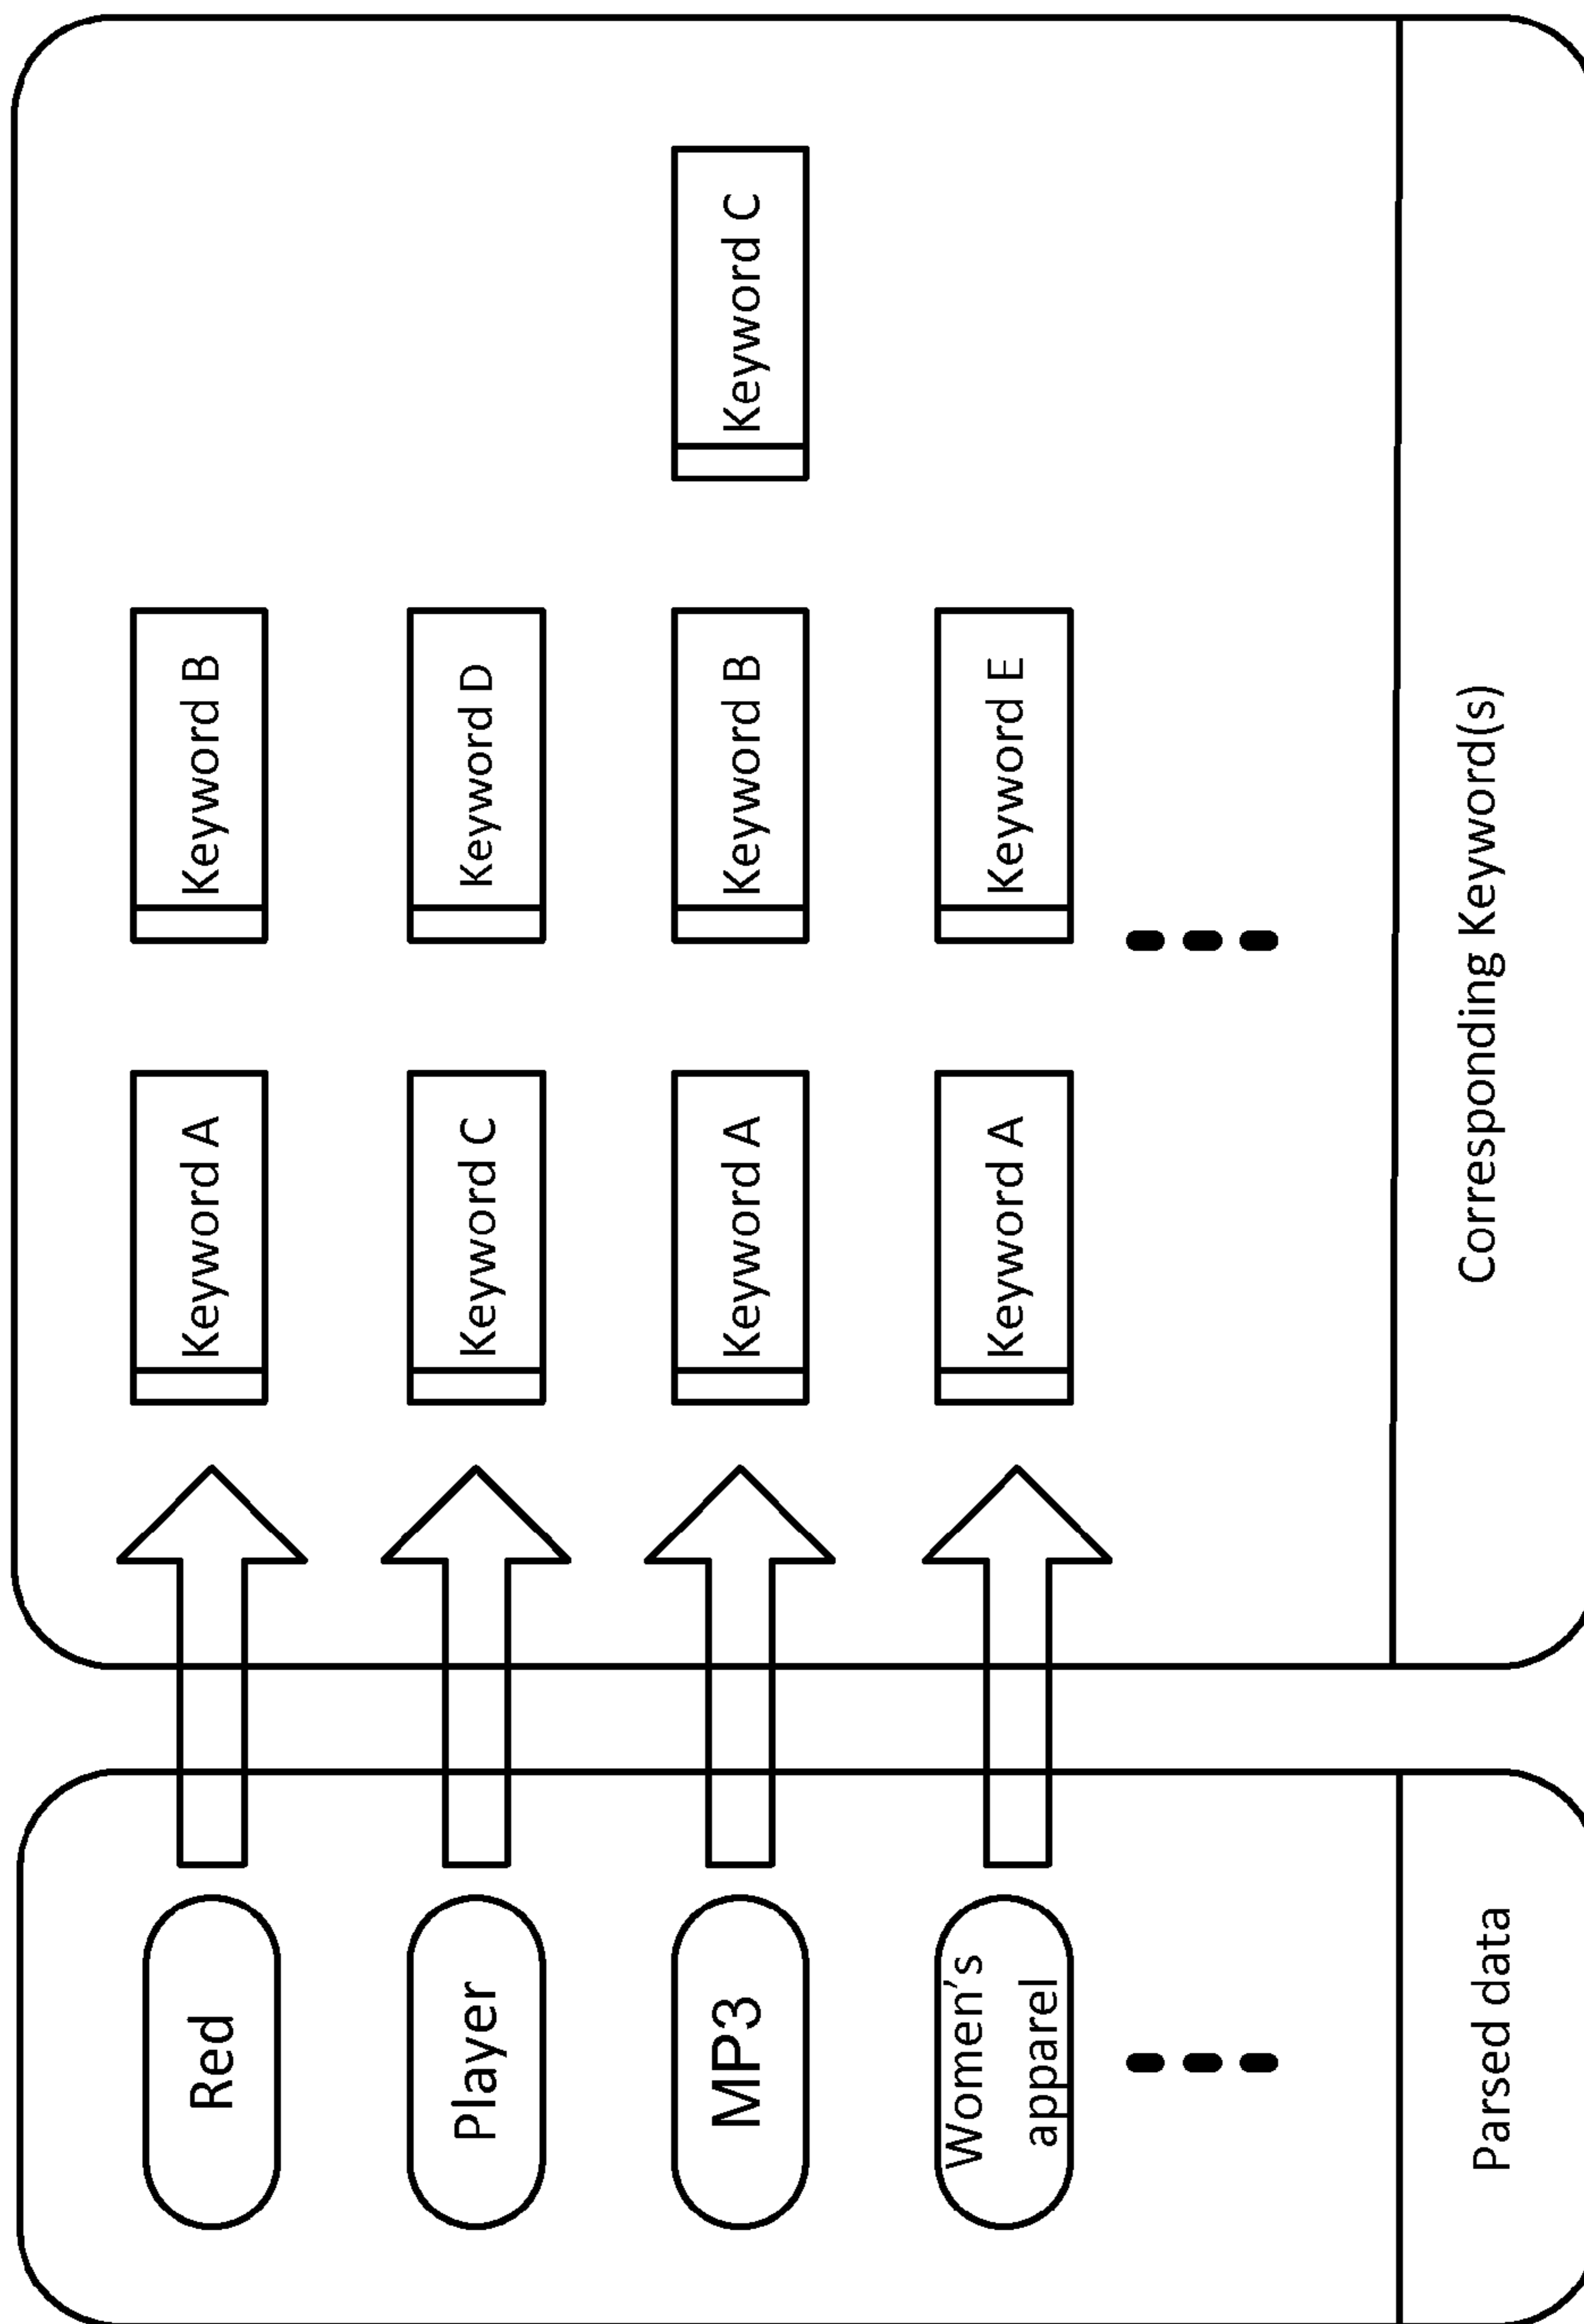 Red
Keyword A
Keyword B
Player
Keyword C
Keyword D
MP3
Keyword A
Keyword B
Keyword C
Women's
apparel
Keyword A
Keyword E
Parsed data
Corresponding Keyword(s)